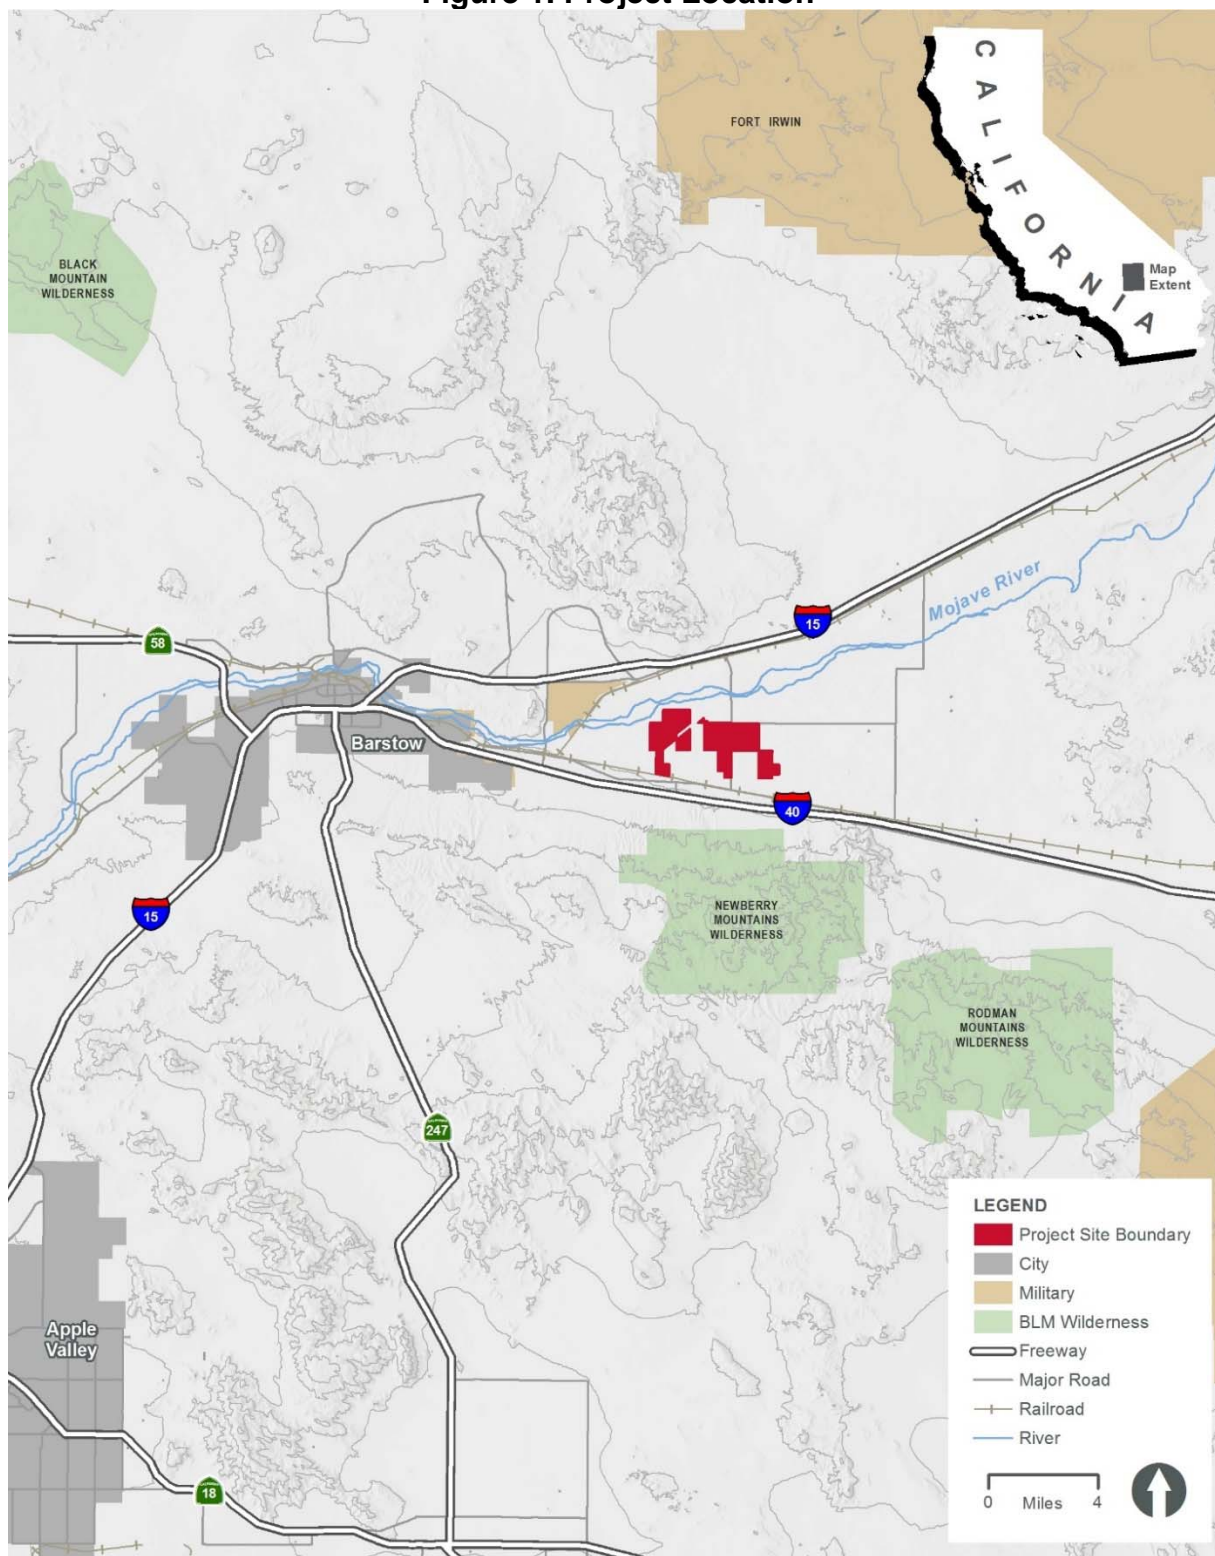 Figure 1. Project Location
FORT IRWIN
CALIFORNIA
Map
Extent
BLACK
MOUNTAIN
WILDERNESS
Mojave River
15
58
Barstow
40
15
NEWBERRY
MOUNTAINS
WILDERNESS
RODMAN
MOUNTAINS
WILDERNESS
247
Apple
Valley
18
LEGEND
Project Site Boundary
City
Military
BLM Wilderness
Freeway
Major Road
Railroad
River
0 Miles 4